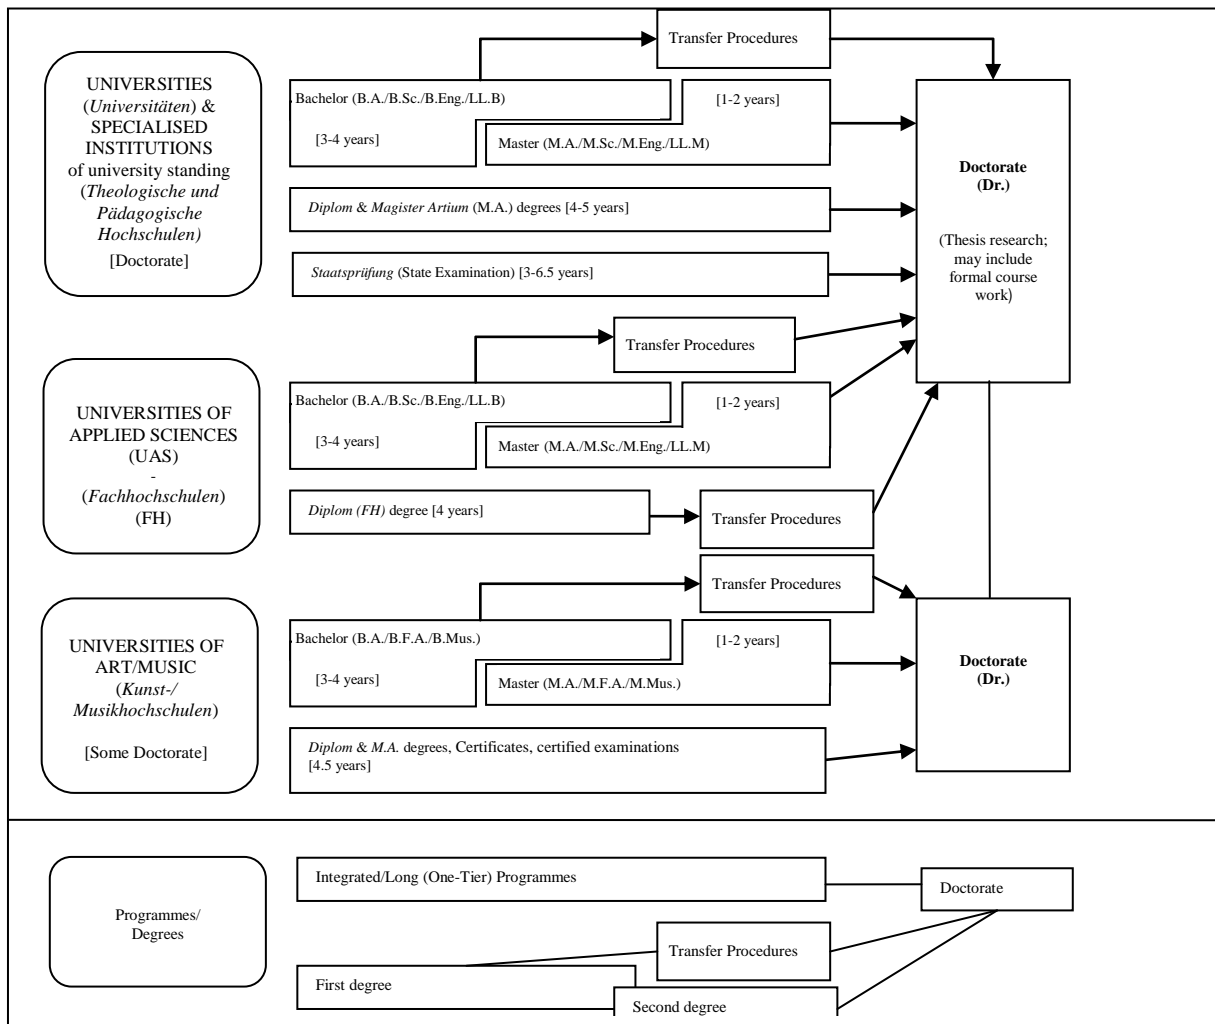 Transfer Procedures
UNIVERSITIES
(Universitäten) &
SPECIALISED
INSTITUTIONS
of university standing
(Theologische und
Pädagogische
Hochschulen)
[Doctorate]
Bachelor (B.A./B.Sc./B.Eng./LL.B)
[3-4 years]
[1-2 years]
Master (M.A./M.Sc./M.Eng./LL.M)
Diplom & Magister Artium (M.A.) degrees [4-5 years]
Staatsprüfung (State Examination) [3-6.5 years]
Doctorate
(Dr.)
(Thesis research;
may include
formal course
work)
UNIVERSITIES OF
APPLIED SCIENCES
(UAS)
-
(Fachhochschulen)
(FH)
Transfer Procedures
Bachelor (B.A./B.Sc./B.Eng./LL.B)
[3-4 years]
[1-2 years]
Master (M.A./M.Sc./M.Eng./LL.M)
Diplom (FH) degree [4 years]
Transfer Procedures
UNIVERSITIES OF
ART/MUSIC
(Kunst-/
Musikhochschulen)
[Some Doctorate]
Transfer Procedures
Bachelor (B.A./B.F.A./B.Mus.)
[3-4 years]
[1-2 years]
Master (M.A./M.F.A./M.Mus.)
Diplom & M.A. degrees, Certificates, certified examinations
[4.5 years]
Doctorate
(Dr.)
Programmes/
Degrees
Integrated/Long (One-Tier) Programmes
Doctorate
Transfer Procedures
First degree
Second degree